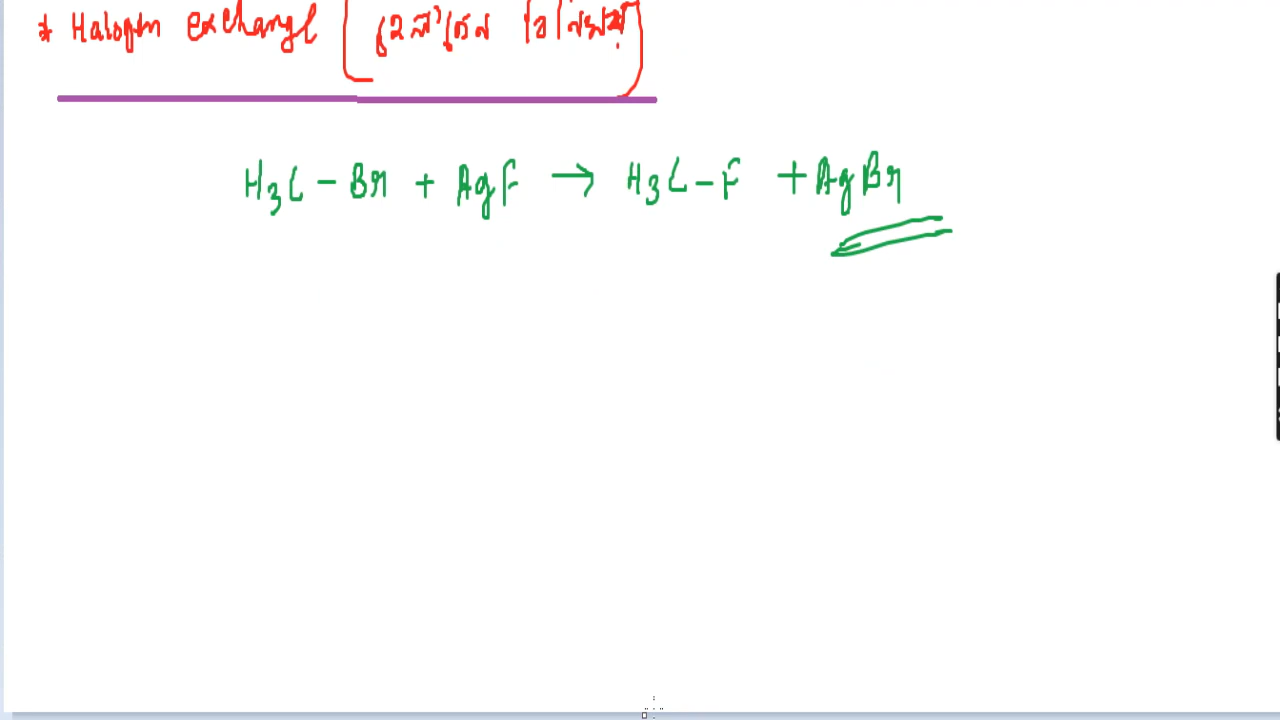 * Halogen exchange
H3C – Br + AgF → H3C – F + AgBr